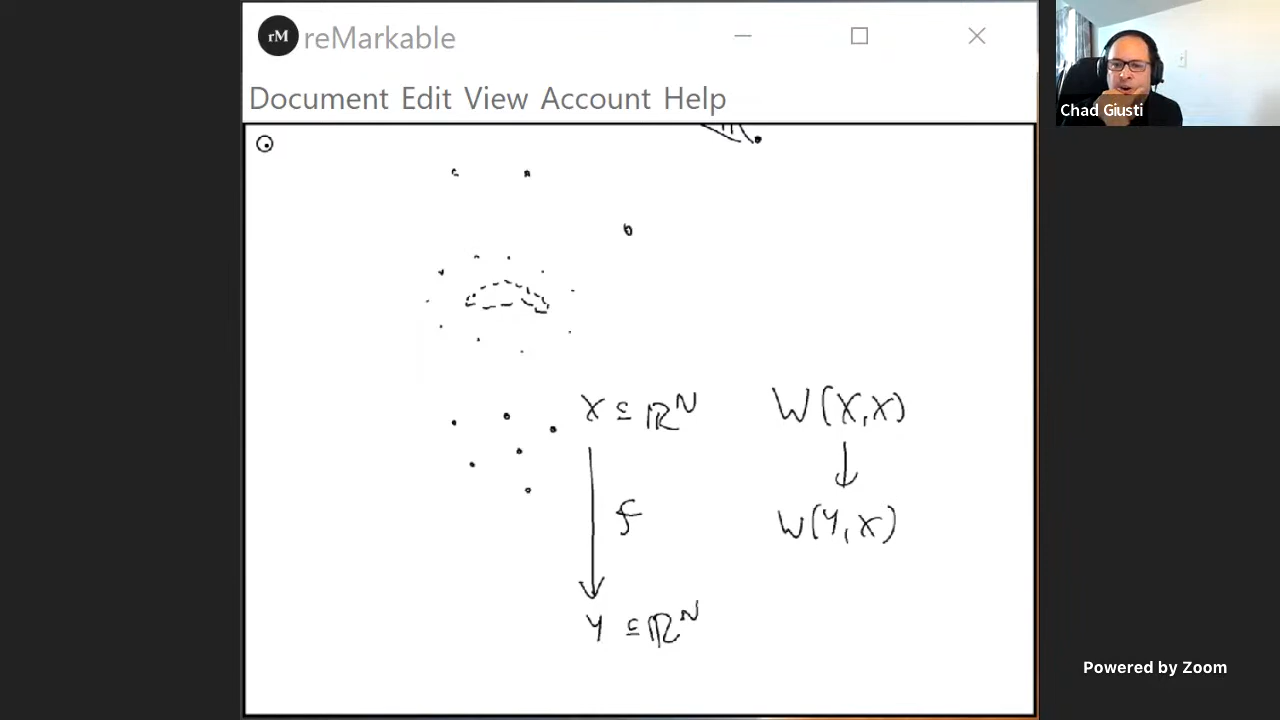 rM reMarkable
Document Edit View Account Help
Chad Giusti
X ⊆ ℝᴺ
W(X,X)
f
W(Y,X)
Y ⊆ ℝᴺ
Powered by Zoom